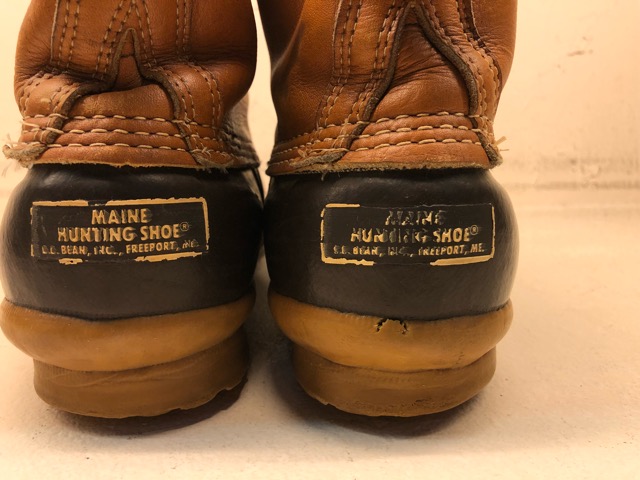 MAINE
HUNTING SHOE®
L.L. BEAN, INC., FREEPORT, ME.
MAINE
HUNTING SHOE®
L.L. BEAN, INC., FREEPORT, ME.